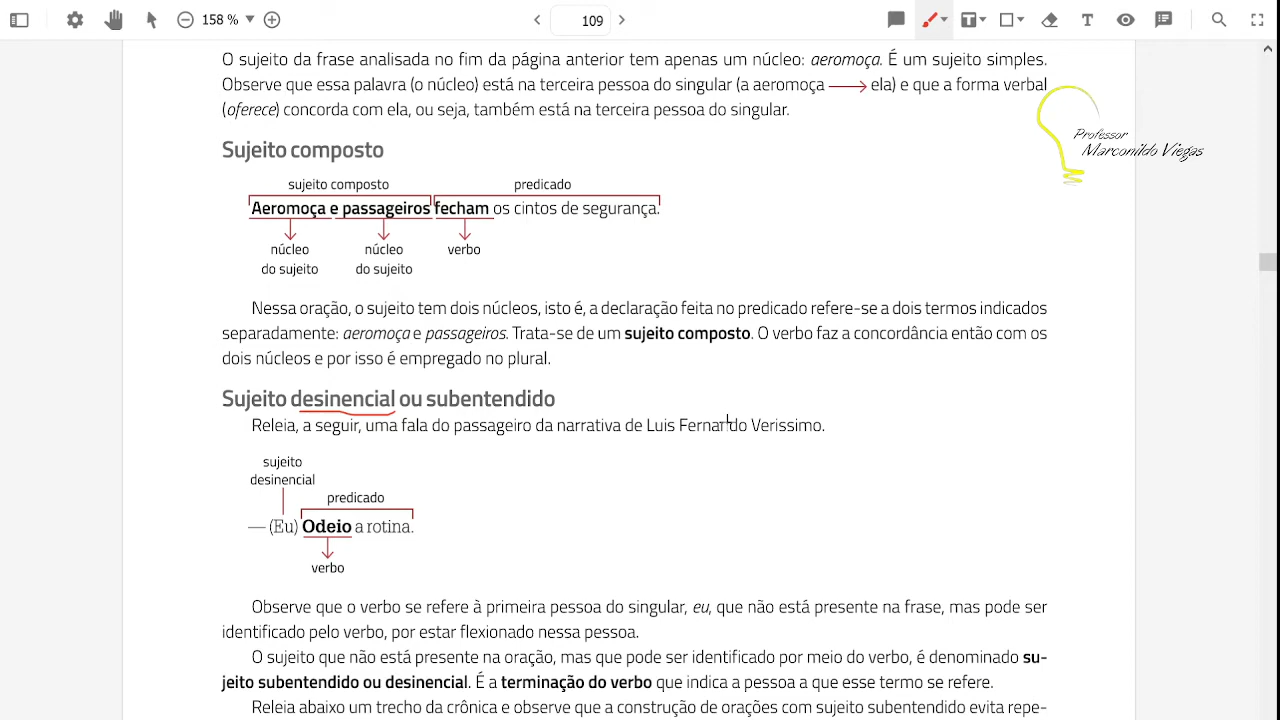 158 %
109
O sujeito da frase analisada no fim da página anterior tem apenas um núcleo: aeromoça. É um sujeito simples.
Observe que essa palavra (o núcleo) está na terceira pessoa do singular (a aeromoça ⟶ ela) e que a forma verbal
(oferece) concorda com ela, ou seja, também está na terceira pessoa do singular.
Professor
Marconildo Viegas
Sujeito composto
sujeito composto predicado
Aeromoça e passageiros fecham os cintos de segurança.
núcleo núcleo verbo
do sujeito do sujeito
Nessa oração, o sujeito tem dois núcleos, isto é, a declaração feita no predicado refere-se a dois termos indicados
separadamente: aeromoça e passageiros. Trata-se de um sujeito composto. O verbo faz a concordância então com os
dois núcleos e por isso é empregado no plural.
Sujeito desinencial ou subentendido
Releia, a seguir, uma fala do passageiro da narrativa de Luis Fernando Verissimo.
sujeito
desinencial
predicado
— (Eu) Odeio a rotina.
verbo
Observe que o verbo se refere à primeira pessoa do singular, eu, que não está presente na frase, mas pode ser
identificado pelo verbo, por estar flexionado nessa pessoa.
O sujeito que não está presente na oração, mas que pode ser identificado por meio do verbo, é denominado su-
jeito subentendido ou desinencial. É a terminação do verbo que indica a pessoa a que esse termo se refere.
Releia abaixo um trecho da crônica e observe que a construção de orações com sujeito subentendido evita repe-